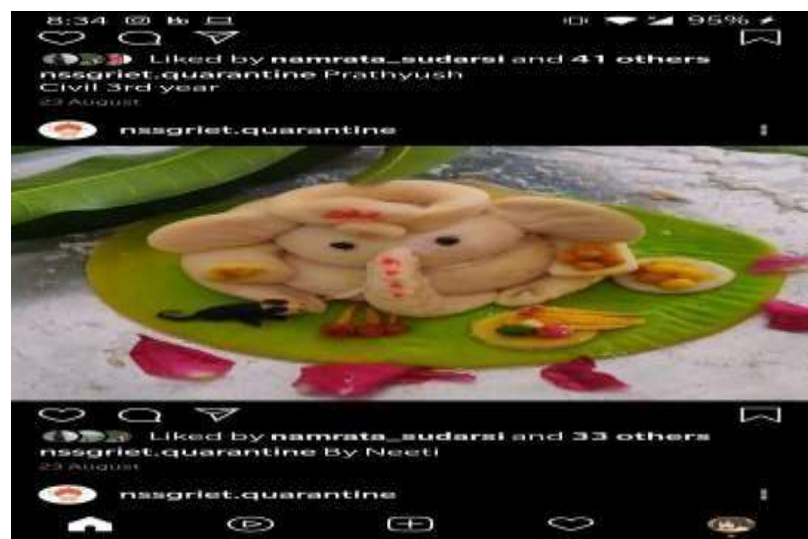 8:34 95%
Liked by namrata_sudarsi and 41 others
nssgriet.quarantine Prathyush
Civil 3rd year
23 August
nssgriet.quarantine
Liked by namrata_sudarsi and 33 others
nssgriet.quarantine By Neeti
23 August
nssgriet.quarantine